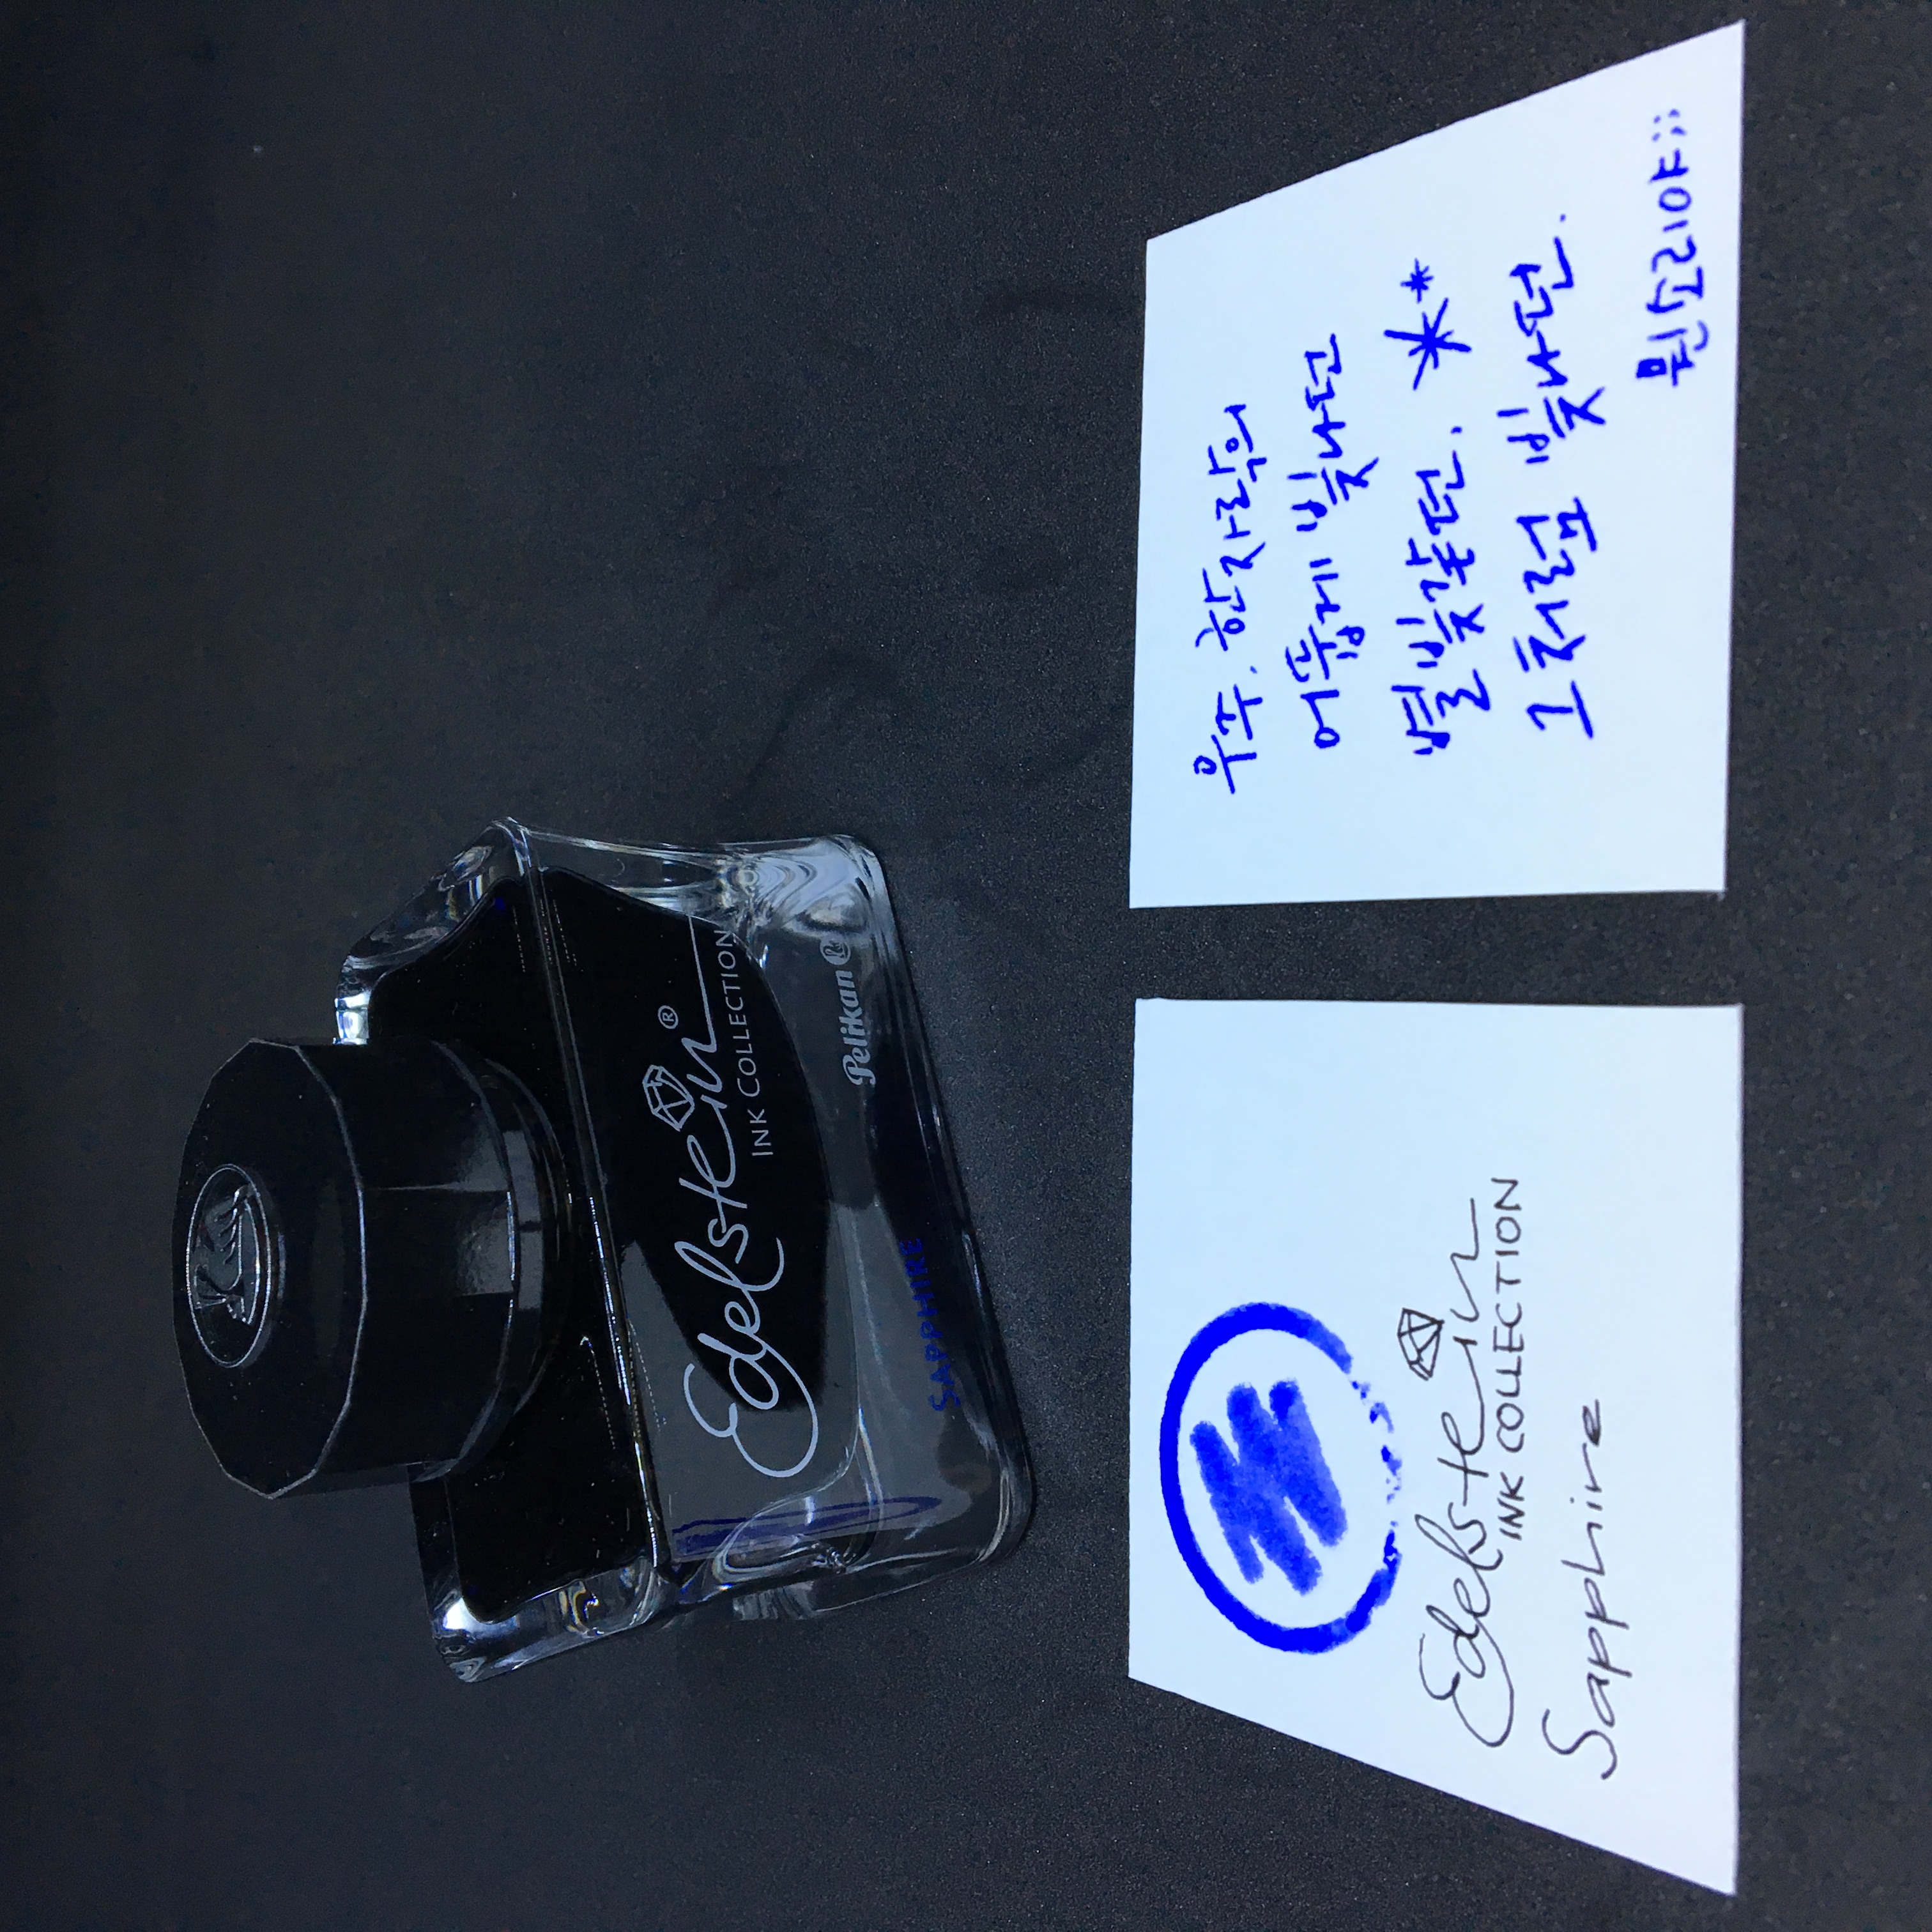 Edelstein®
INK COLLECTION
Pelikan
SAPPHIRE
Edelstein
INK COLLECTION
Sapphire
우주, 한자락의
어둡게 빛나던
별빛같던,
그처럼 빛나던.
뭔소리야;;